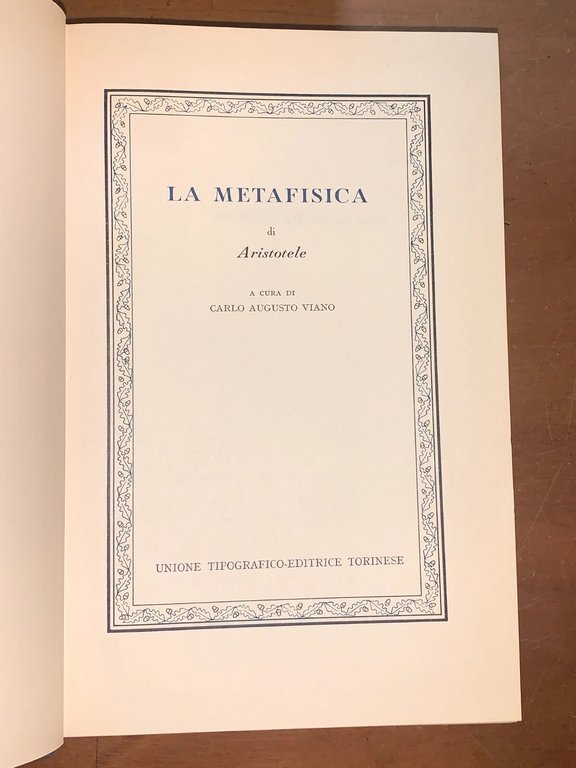 LA METAFISICA
di
Aristotele
A CURA DI
CARLO AUGUSTO VIANO
UNIONE TIPOGRAFICO-EDITRICE TORINESE